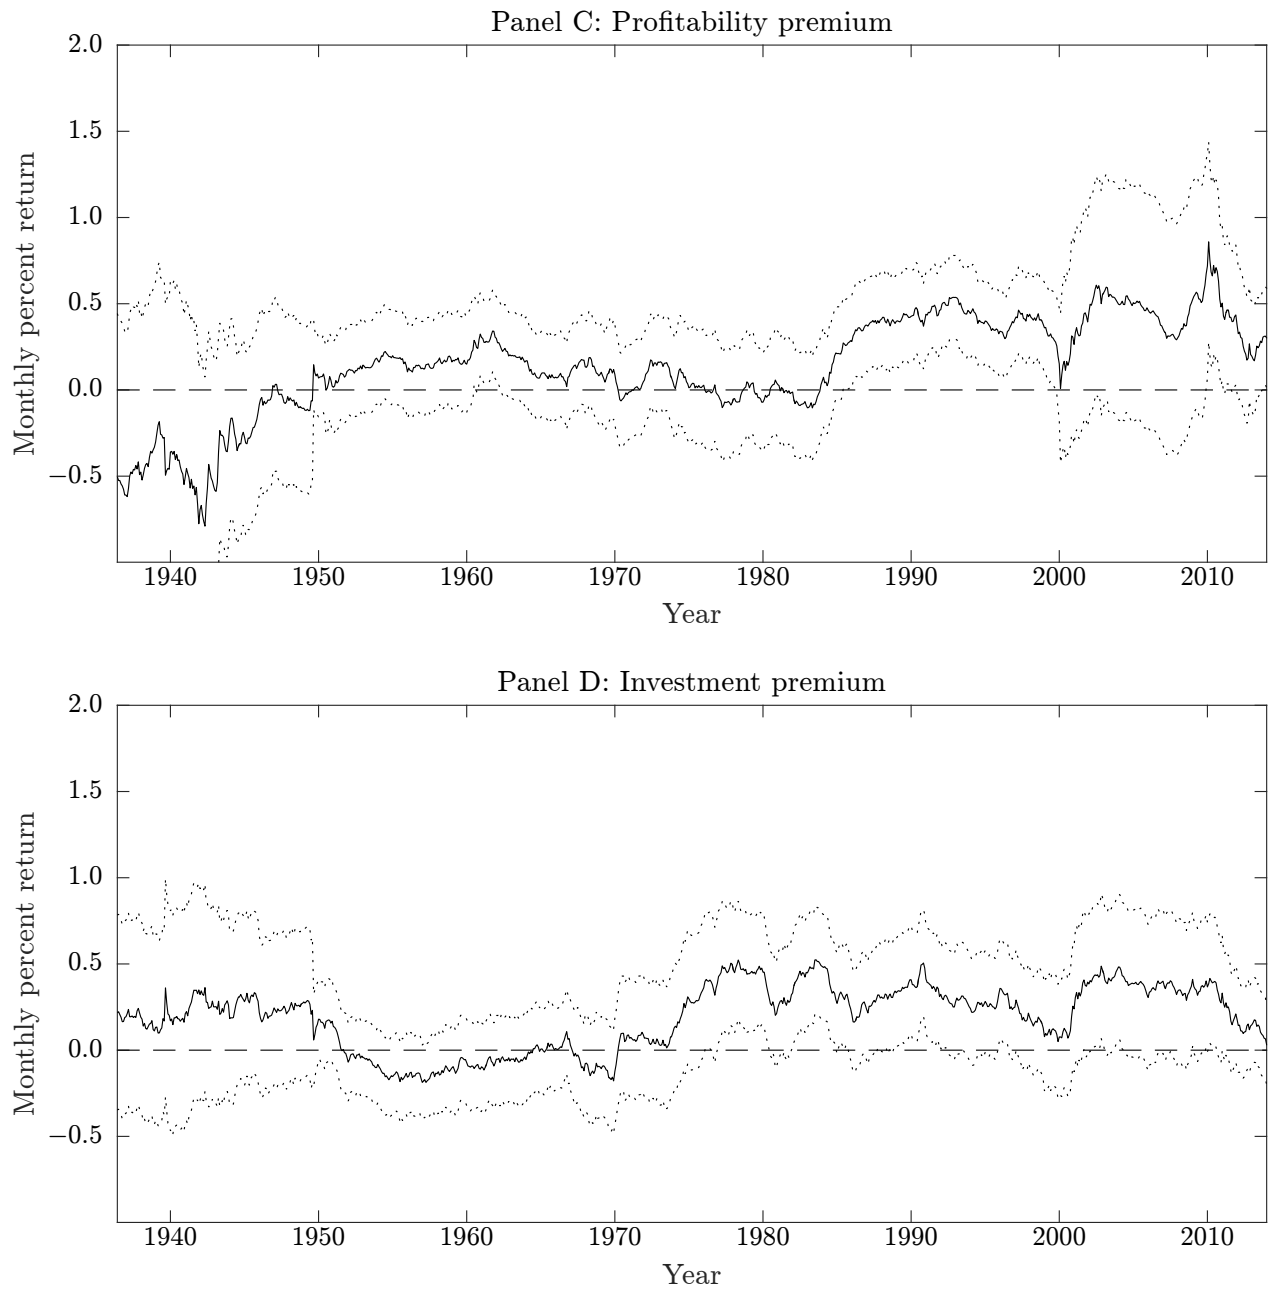 Panel C: Profitability premium
2.0
1.5
1.0
0.5
0.0
−0.5
Monthly percent return
1940 1950 1960 1970 1980 1990 2000 2010
Year
Panel D: Investment premium
2.0
1.5
1.0
0.5
0.0
−0.5
Monthly percent return
1940 1950 1960 1970 1980 1990 2000 2010
Year